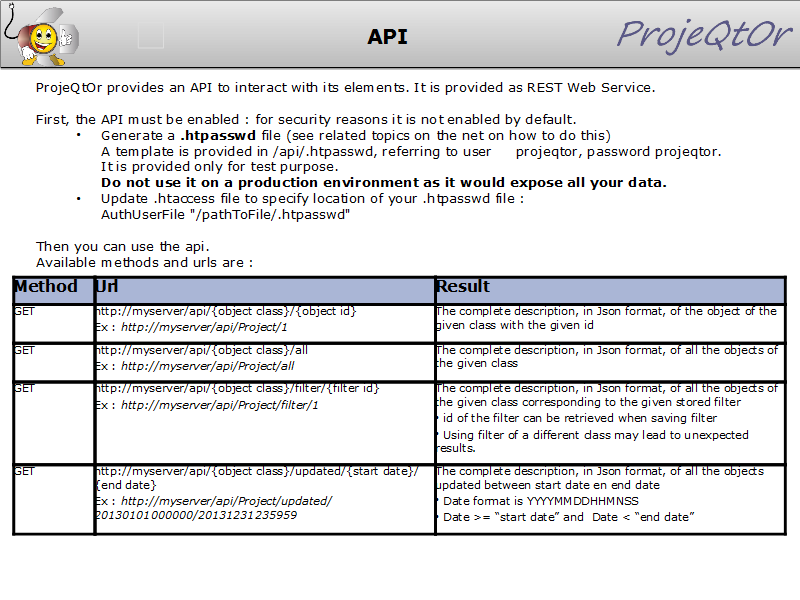 API
ProjeQtOr
ProjeQtOr provides an API to interact with its elements. It is provided as REST Web Service.
First, the API must be enabled : for security reasons it is not enabled by default.
• Generate a .htpasswd file (see related topics on the net on how to do this)
A template is provided in /api/.htpasswd, referring to user projeqtor, password projeqtor.
It is provided only for test purpose.
Do not use it on a production environment as it would expose all your data.
• Update .htaccess file to specify location of your .htpasswd file :
AuthUserFile "/pathToFile/.htpasswd"
Then you can use the api.
Available methods and urls are :
Method Url Result
GET http://myserver/api/{object class}/{object id} The complete description, in Json format, of the object of the
Ex : http://myserver/api/Project/1 given class with the given id
GET http://myserver/api/{object class}/all The complete description, in Json format, of all the objects of
Ex : http://myserver/api/Project/all the given class
GET http://myserver/api/{object class}/filter/{filter id} The complete description, in Json format, of all the objects of
Ex : http://myserver/api/Project/filter/1 the given class corresponding to the given stored filter
• id of the filter can be retrieved when saving filter
• Using filter of a different class may lead to unexpected
results.
GET http://myserver/api/{object class}/updated/{start date}/ The complete description, in Json format, of all the objects
{end date} updated between start date en end date
Ex : http://myserver/api/Project/updated/ • Date format is YYYYMMDDHHMNSS
20130101000000/20131231235959 • Date >= “start date” and Date < “end date”